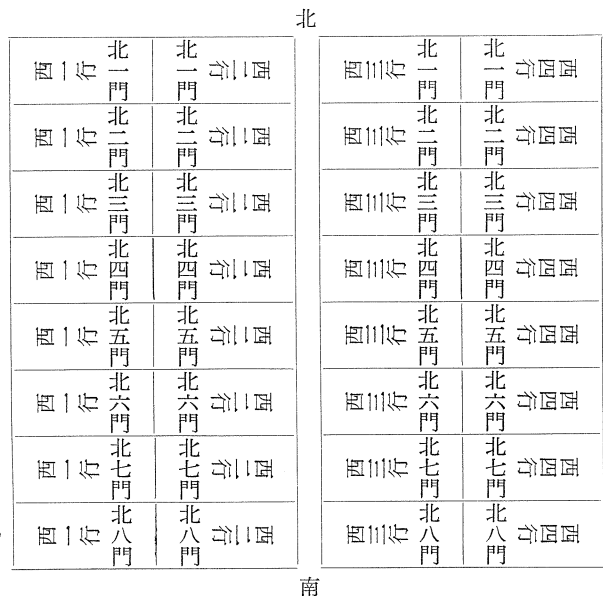 北
西一行 北一門 北一門 西二行 西三行 北一門 北一門 西四行
西一行 北二門 北二門 西二行 西三行 北二門 北二門 西四行
西一行 北三門 北三門 西二行 西三行 北三門 北三門 西四行
西一行 北四門 北四門 西二行 西三行 北四門 北四門 西四行
西一行 北五門 北五門 西二行 西三行 北五門 北五門 西四行
西一行 北六門 北六門 西二行 西三行 北六門 北六門 西四行
西一行 北七門 北七門 西二行 西三行 北七門 北七門 西四行
西一行 北八門 北八門 西二行 西三行 北八門 北八門 西四行
南